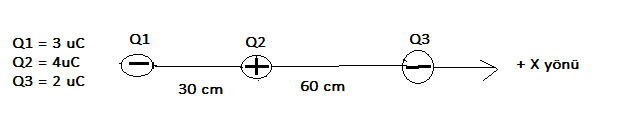 Q1 = 3 uC
Q2 = 4uC
Q3 = 2 uC
Q1
Q2
Q3
30 cm
60 cm
+ X yönü